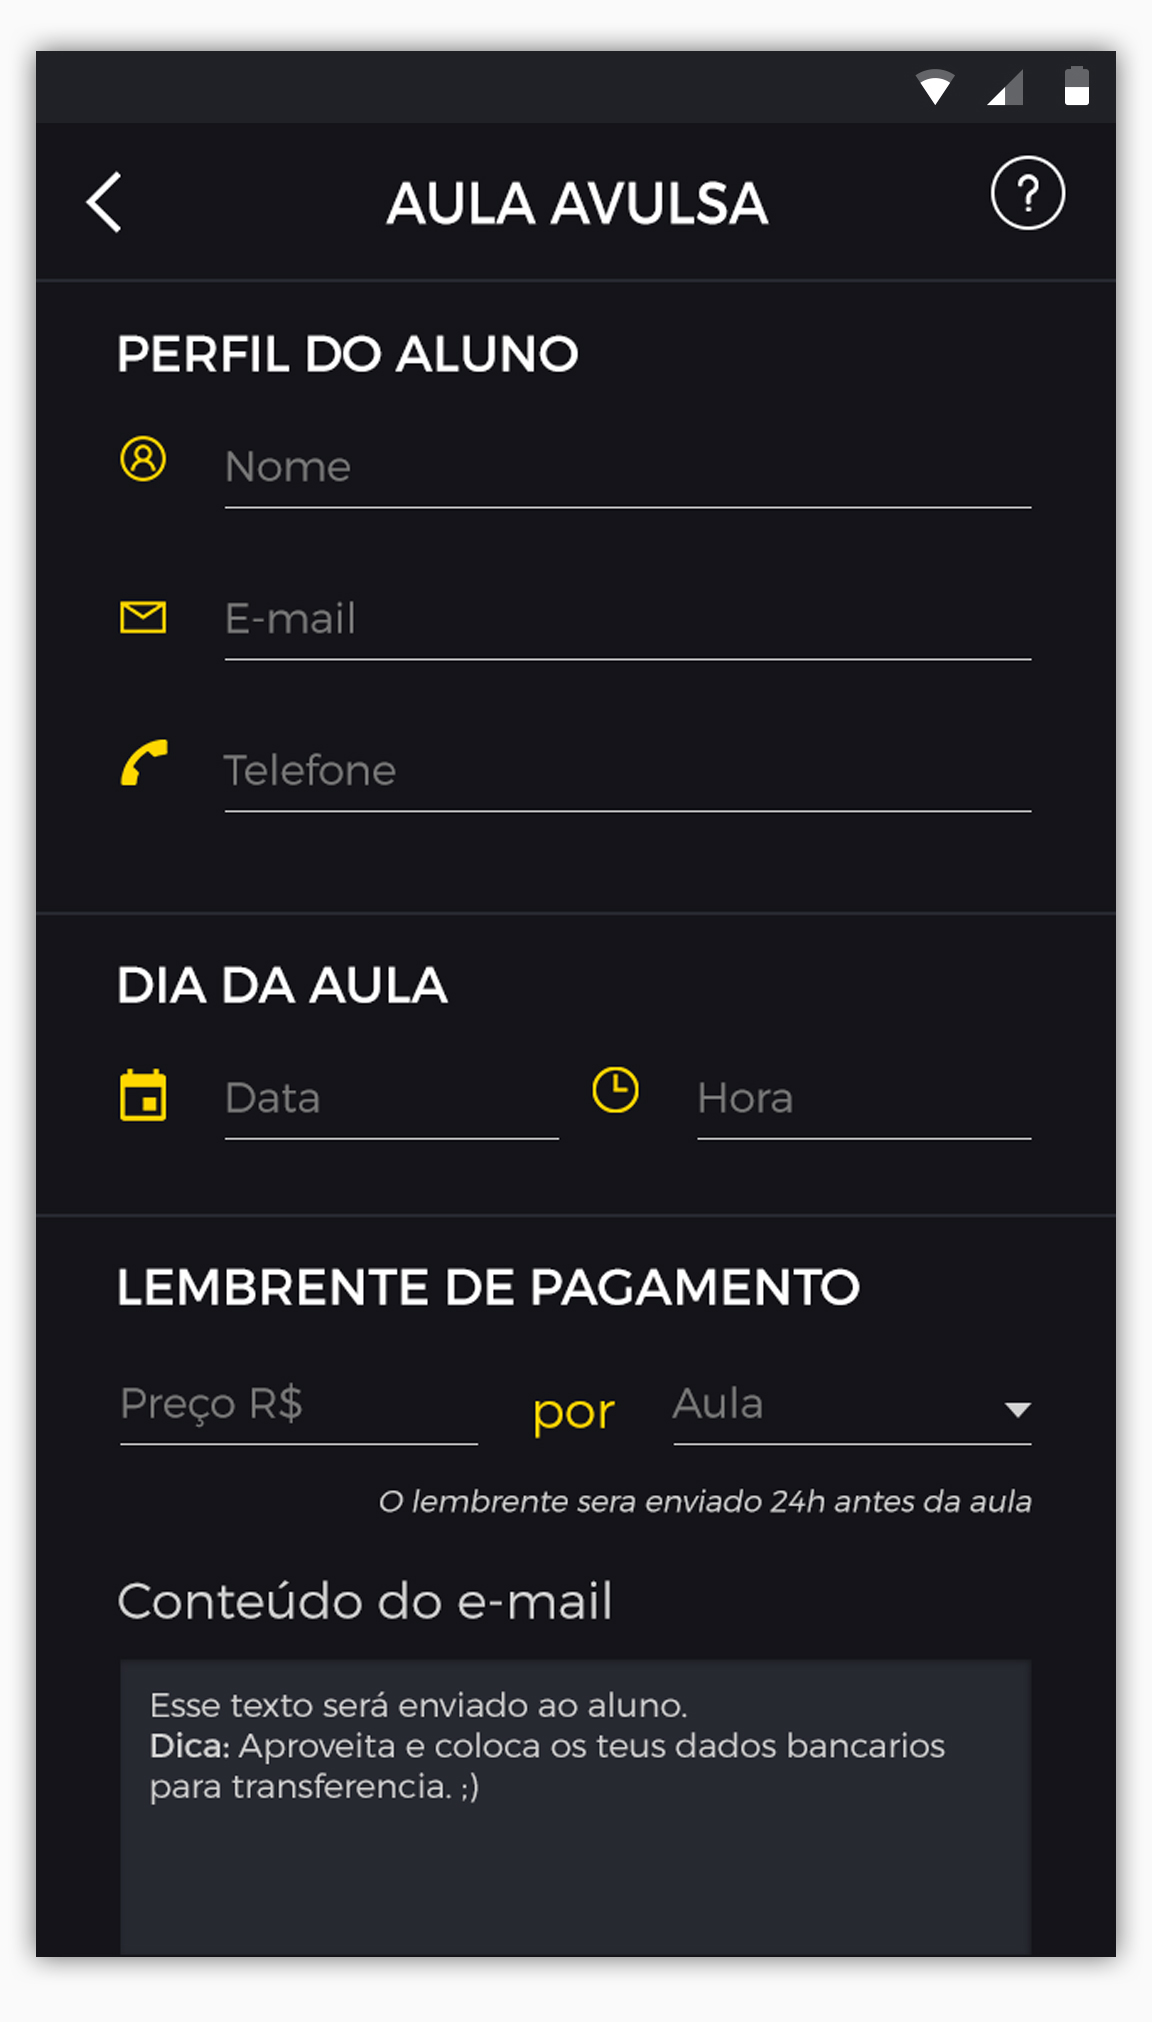 AULA AVULSA
?
PERFIL DO ALUNO
Nome
E-mail
Telefone
DIA DA AULA
Data
Hora
LEMBRENTE DE PAGAMENTO
Preço R$ por Aula
O lembrente sera enviado 24h antes da aula
Conteúdo do e-mail
Esse texto será enviado ao aluno.
Dica: Aproveita e coloca os teus dados bancarios
para transferencia. ;)